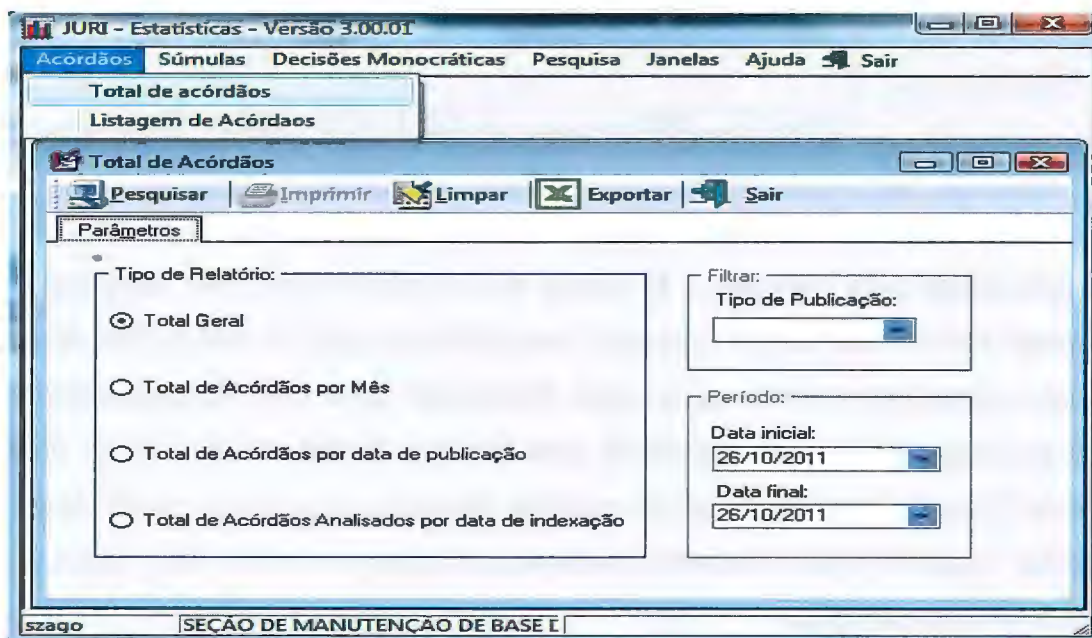 JURI - Estatísticas - Versão 3.00.01
Acórdãos Súmulas Decisões Monocráticas Pesquisa Janelas Ajuda Sair
Total de acórdãos
Listagem de Acórdaos
Total de Acórdãos
Pesquisar Imprimir Limpar Exportar Sair
Parâmetros
Tipo de Relatório:
Total Geral
Total de Acórdãos por Mês
Total de Acórdãos por data de publicação
Total de Acórdãos Analisados por data de indexação
Filtrar:
Tipo de Publicação:
Período:
Data inicial:
26/10/2011
Data final:
26/10/2011
szago SEÇÃO DE MANUTENÇÃO DE BASE D